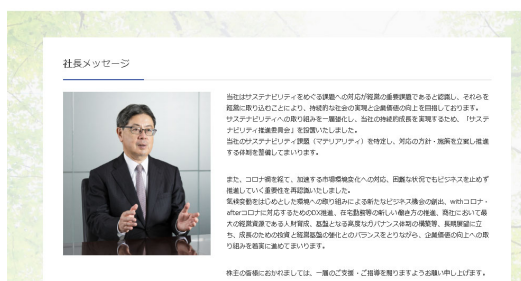 社長メッセージ
当社はサステナビリティをめぐる課題への対応が経営の重要課題であると認識し、それらを
経営に取り込むことにより、持続的な社会の実現と企業価値の向上を目指しております。
サステナビリティへの取り組みを一層強化し、当社の持続的成長を実現するため、「サステ
ナビリティ推進委員会」を設置いたしました。
当社のサステナビリティ課題（マテリアリティ）を特定し、対応の方針・施策を立案し推進
する体制を整備してまいります。
また、コロナ禍を経て、加速する市場環境変化への対応、困難な状況でもビジネスを止めず
推進していく重要性を再認識いたしました。
気候変動をはじめとした環境への取り組みによる新たなビジネス機会の創出、withコロナ・
afterコロナに対応するためのDX推進、在宅勤務等の新しい働き方の推進、商社において最
大の経営資源である人財育成、基盤となる高度なガバナンス体制の構築等、長期展望に立
ち、成長のための投資と経営基盤の強化とのバランスをとりながら、企業価値の向上への取
り組みを着実に進めてまいります。
株主の皆様におかれましては、一層のご支援・ご指導を賜りますようお願い申し上げます。